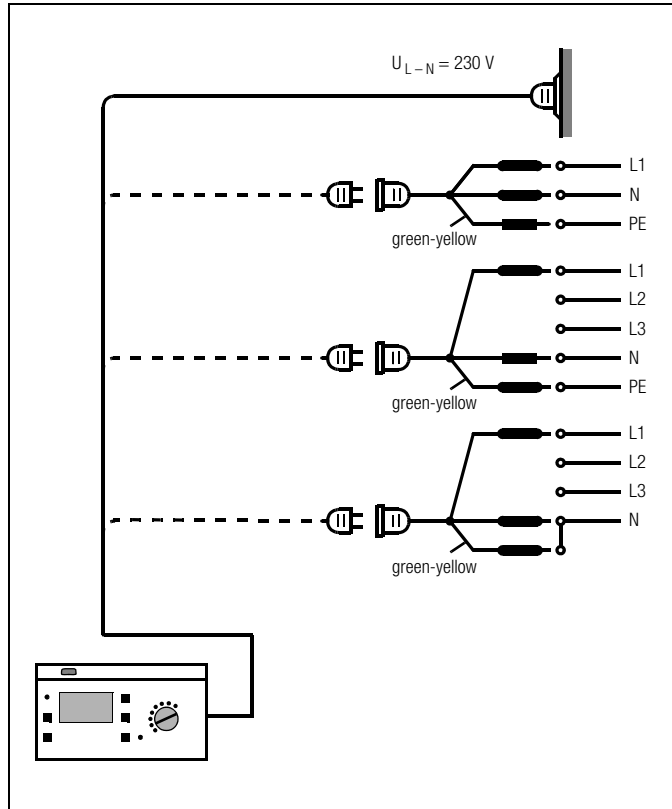 U L – N = 230 V
L1
N
PE
green-yellow
L1
L2
L3
N
PE
green-yellow
L1
L2
L3
N
green-yellow